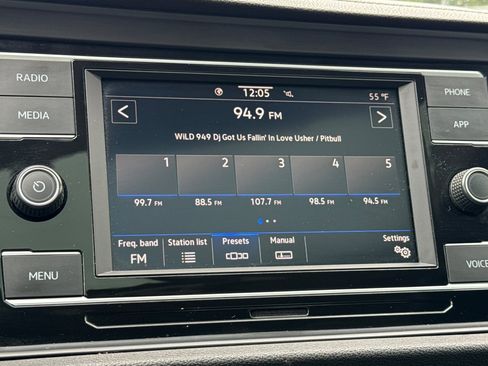 RADIO
MEDIA
MENU
12:05
55 °F
94.9 FM
WiLD 949 Dj Got Us Fallin' In Love Usher / Pitbull
1 2 3 4 5
99.7 FM 88.5 FM 107.7 FM 98.5 FM 94.5 FM
Freq. band Station list Presets Manual Settings
FM
PHONE
APP
VOICE